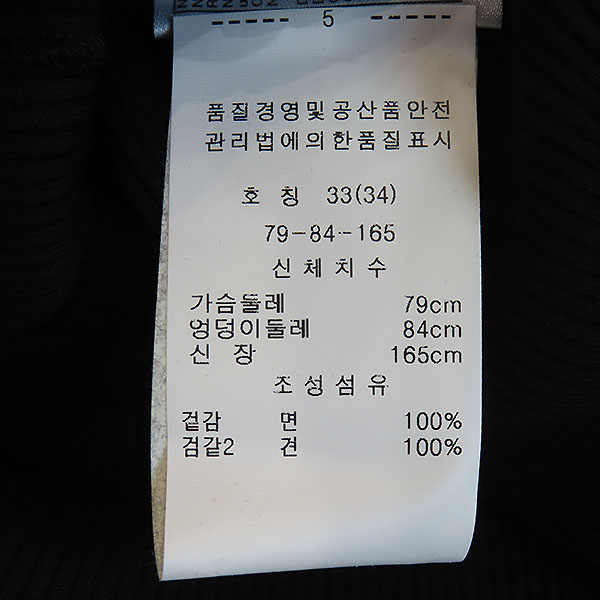 ----- 5 -----
품질경영및공산품안전
관리법에의한품질표시
호 칭 33(34)
79-84-165
신체치수
가슴둘레 79cm
엉덩이둘레 84cm
신 장 165cm
조성섬유
겉감 면 100%
검갈2 견 100%